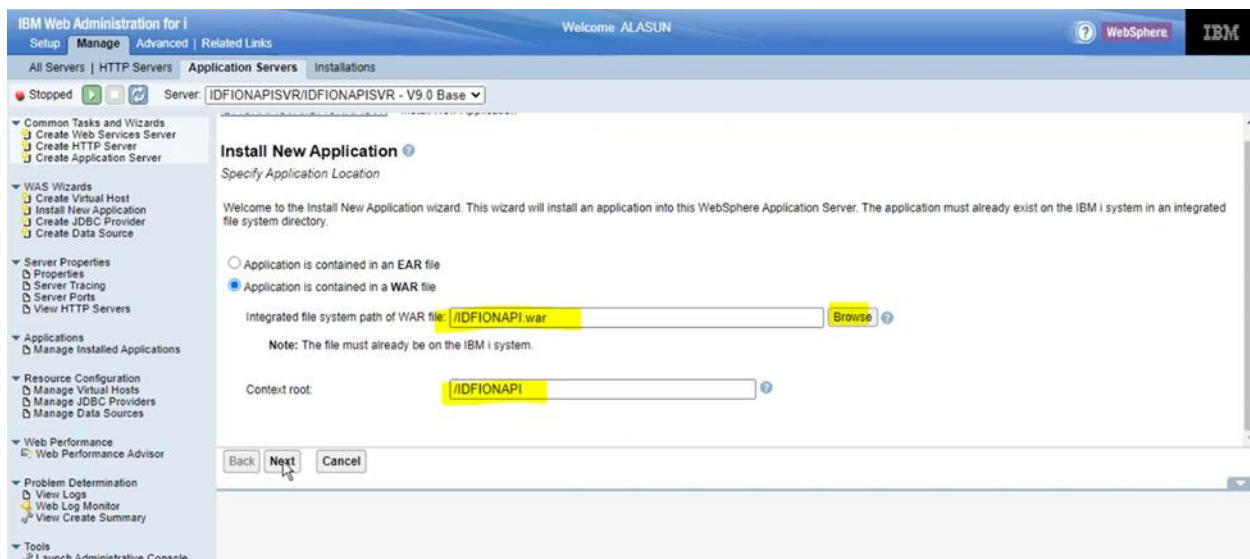 IBM Web Administration for i
Welcome ALASUN
? WebSphere. IBM
Setup Manage Advanced | Related Links
All Servers | HTTP Servers Application Servers Installations
Stopped Server: IDFIONAPISVR/IDFIONAPISVR - V9.0 Base
Common Tasks and Wizards
Create Web Services Server
Create HTTP Server
Create Application Server
WAS Wizards
Create Virtual Host
Install New Application
Create JDBC Provider
Create Data Source
Server Properties
Properties
Server Tracing
Server Ports
View HTTP Servers
Applications
Manage Installed Applications
Resource Configuration
Manage Virtual Hosts
Manage JDBC Providers
Manage Data Sources
Web Performance
Web Performance Advisor
Problem Determination
View Logs
Web Log Monitor
View Create Summary
Tools
Launch Administrative Console
Install New Application ?
Specify Application Location
Welcome to the Install New Application wizard. This wizard will install an application into this WebSphere Application Server. The application must already exist on the IBM i system in an integrated
file system directory.
Application is contained in an EAR file
Application is contained in a WAR file
Integrated file system path of WAR file: /IDFIONAPI.war Browse ?
Note: The file must already be on the IBM i system.
Context root: /IDFIONAPI ?
Back Next Cancel